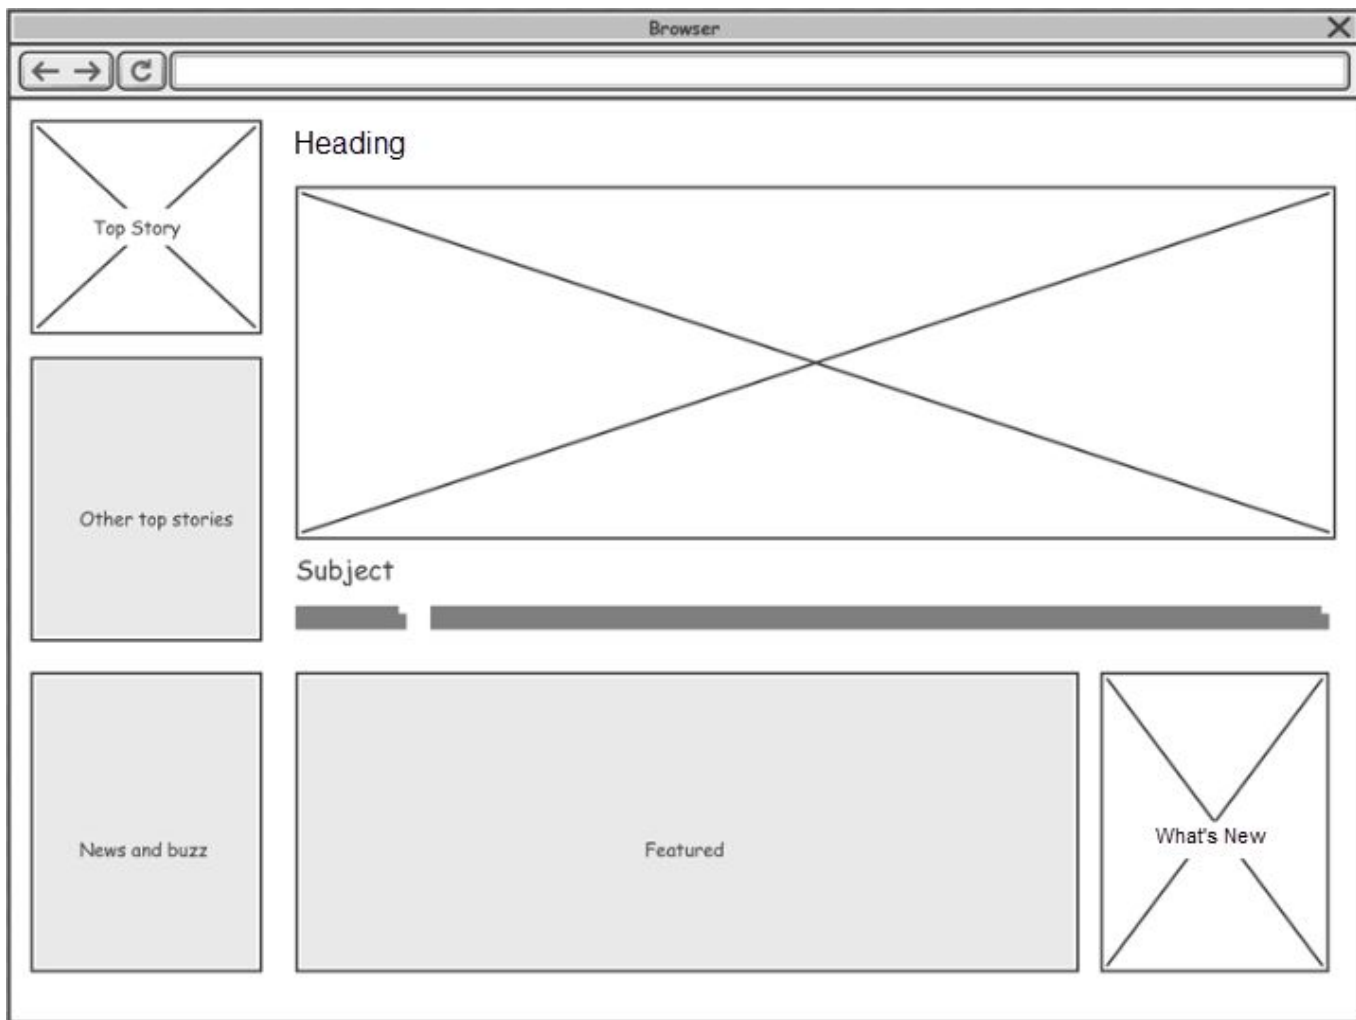 Browser
Heading
Top Story
Other top stories
Subject
News and buzz
Featured
What's New